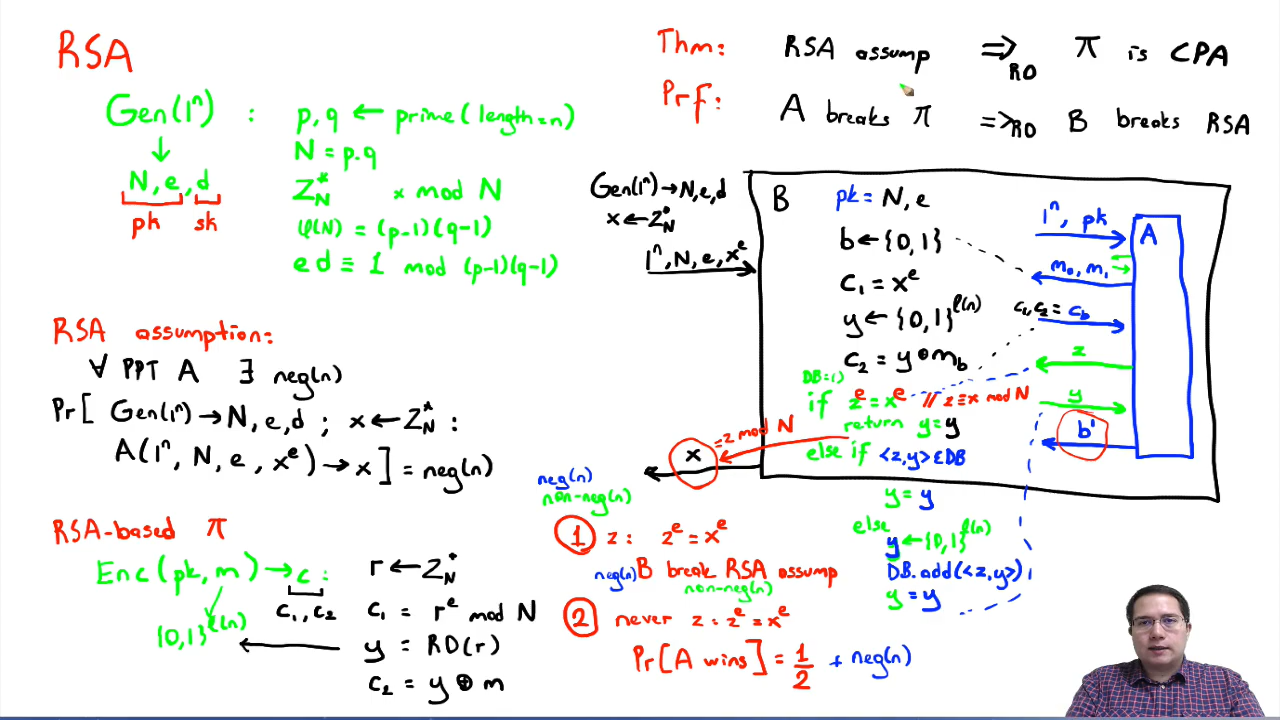 RSA
Gen(1ⁿ) : p,q ← prime(length=n)
↓
N,e,d
pk sk
N = p.q
Z*_N x mod N
φ(N) = (p-1)(q-1)
ed ≡ 1 mod (p-1)(q-1)
RSA assumption:
∀ PPT A ∃ neg(n)
Pr[ Gen(1ⁿ)→N,e,d ; x←Z*_N :
A(1ⁿ, N, e, xᵉ)→x ] = neg(n)
RSA-based π
Enc(pk,m)→c :
c₁,c₂
{0,1}^ℓ(n)
r←Z*_N
c₁ = rᵉ mod N
y = RO(r)
c₂ = y⊕m
Thm: RSA assump ⇒RO π is CPA
Prf: A breaks π ⇒RO B breaks RSA
Gen(1ⁿ)→N,e,d
x←Z*_N
1ⁿ,N,e,xᵉ
B
pk = N,e
b←{0,1}
c₁ = xᵉ
y←{0,1}^ℓ(n)
c₂ = y⊕m_b
DB={}
if zᵉ = xᵉ // z≡x mod N
return y=y
else if <z,y>∈DB
y = y
else
y←{0,1}^ℓ(n)
DB.add(<z,y>)
y = y
1ⁿ, pk
A
m₀,m₁
c₁,c₂ = c_b
z
y
b'
x =z mod N
neg(n)
non-neg(n)
1 z: zᵉ=xᵉ
neg(n) B break RSA assump
non-neg(n)
2 never z: zᵉ=xᵉ
Pr[A wins] = 1/2 + neg(n)